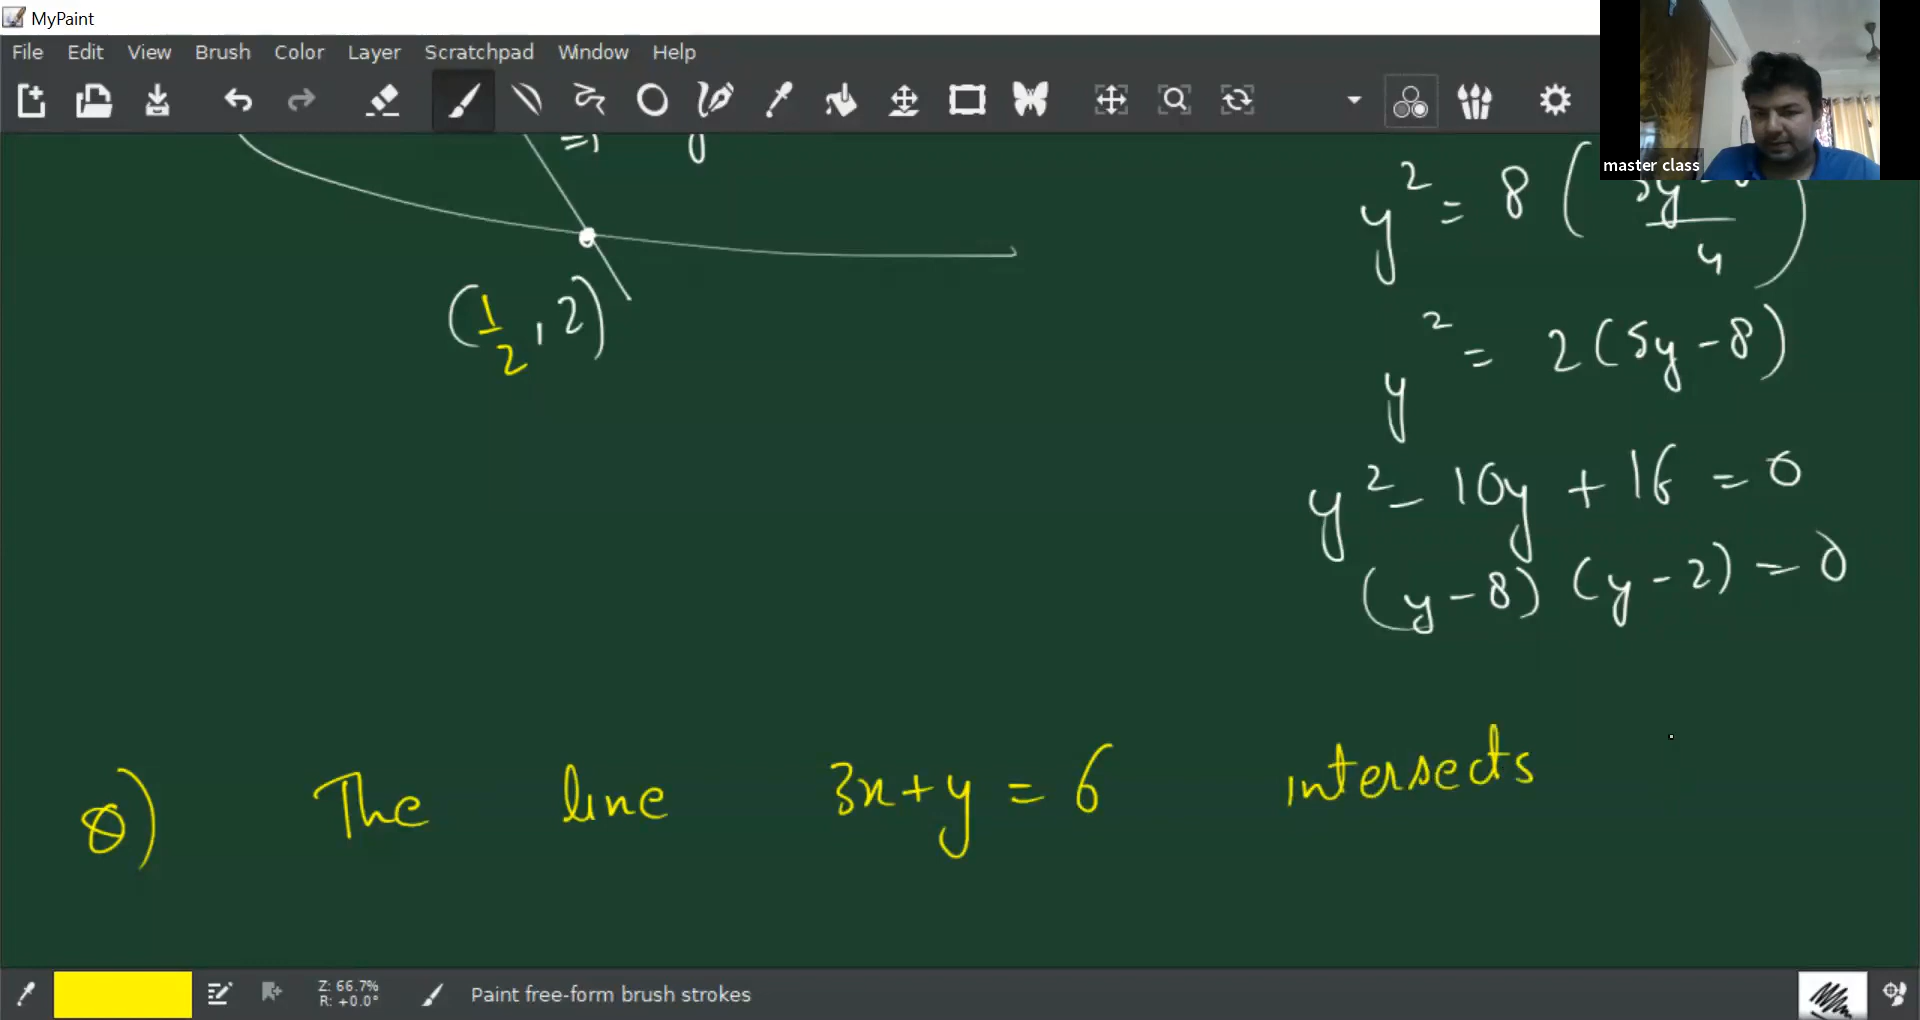 MyPaint
File Edit View Brush Color Layer Scratchpad Window Help
master class
y² = 8 (
4 )
(1/2, 2)
y² = 2(5y-8)
y² - 10y + 16 = 0
(y-8) (y-2) = 0
Q) The line 3x+y = 6 intersects
Z: 66.7%
R: +0.0°
Paint free-form brush strokes